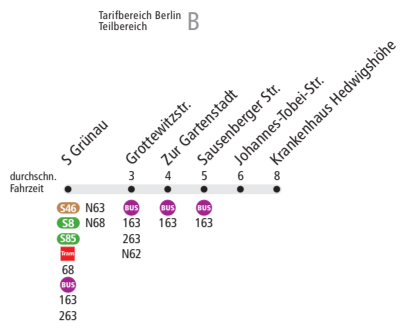 Tarifbereich Berlin
Teilbereich
B
S Grünau
Grottewitzstr.
Zur Gartenstadt
Sausenberger Str.
Johannes-Tobei-Str.
Krankenhaus Hedwigshöhe
durchschn.
Fahrzeit
3 4 5 6 8
S46 N63 BUS BUS BUS
S8 N68 163 163 163
S85 263
Tram N62
68
BUS
163
263